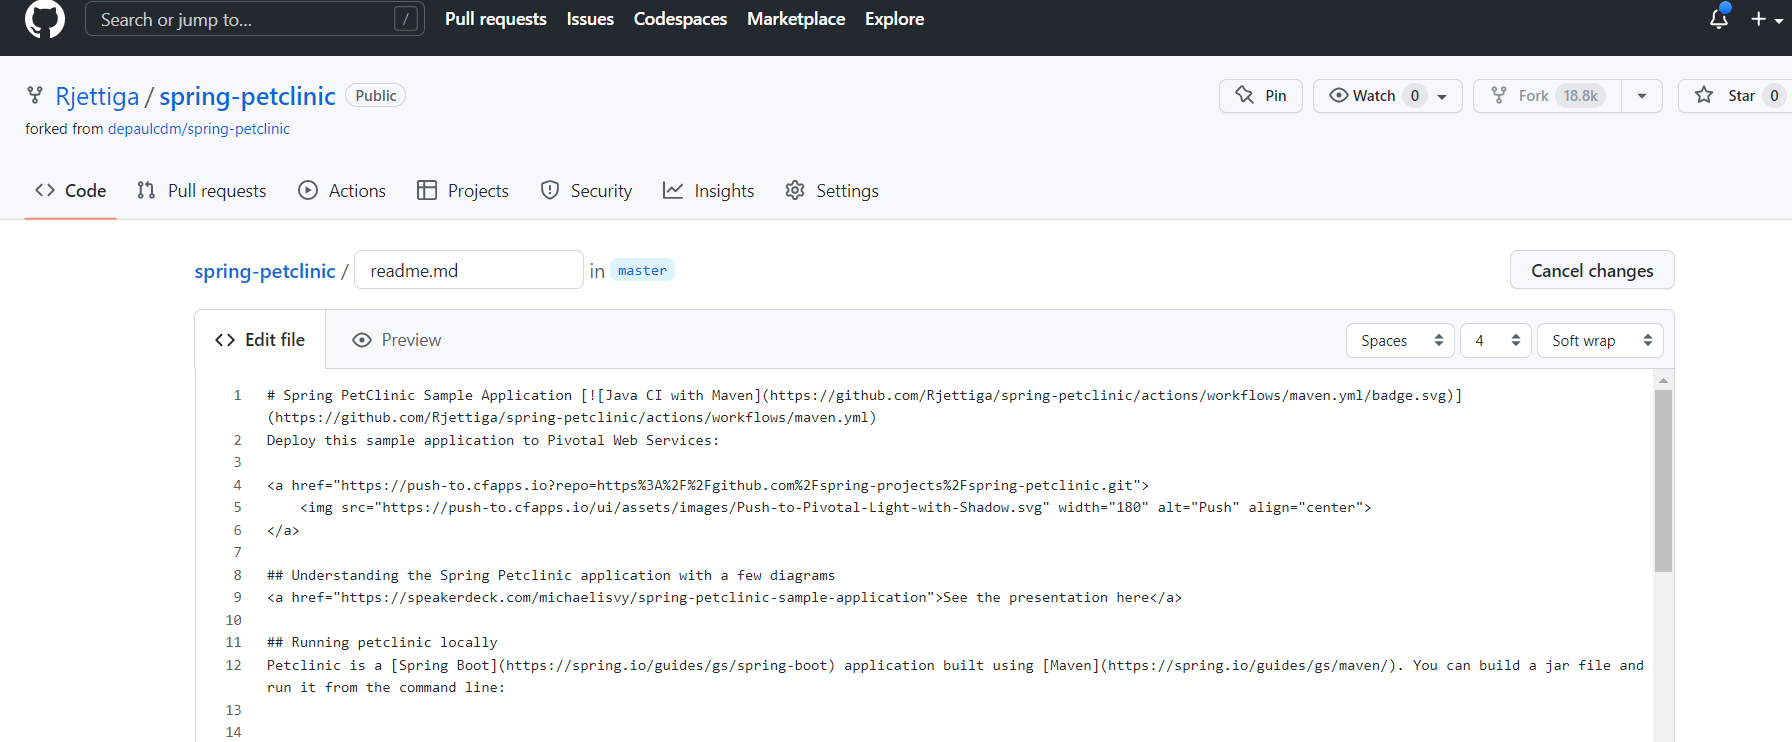 Search or jump to... /
Pull requests Issues Codespaces Marketplace Explore
Rjettiga / spring-petclinic Public
Pin Watch 0 Fork 18.8k Star 0
forked from depaulcdm/spring-petclinic
Code Pull requests Actions Projects Security Insights Settings
spring-petclinic / readme.md in master
Cancel changes
Edit file Preview
Spaces 4 Soft wrap
1 # Spring PetClinic Sample Application [![Java CI with Maven](https://github.com/Rjettiga/spring-petclinic/actions/workflows/maven.yml/badge.svg)]
(https://github.com/Rjettiga/spring-petclinic/actions/workflows/maven.yml)
2 Deploy this sample application to Pivotal Web Services:
3
4 <a href="https://push-to.cfapps.io?repo=https%3A%2F%2Fgithub.com%2Fspring-projects%2Fspring-petclinic.git">
5     <img src="https://push-to.cfapps.io/ui/assets/images/Push-to-Pivotal-Light-with-Shadow.svg" width="180" alt="Push" align="center">
6 </a>
7
8 ## Understanding the Spring Petclinic application with a few diagrams
9 <a href="https://speakerdeck.com/michaelisvy/spring-petclinic-sample-application">See the presentation here</a>
10
11 ## Running petclinic locally
12 Petclinic is a [Spring Boot](https://spring.io/guides/gs/spring-boot) application built using [Maven](https://spring.io/guides/gs/maven/). You can build a jar file and
run it from the command line:
13
14